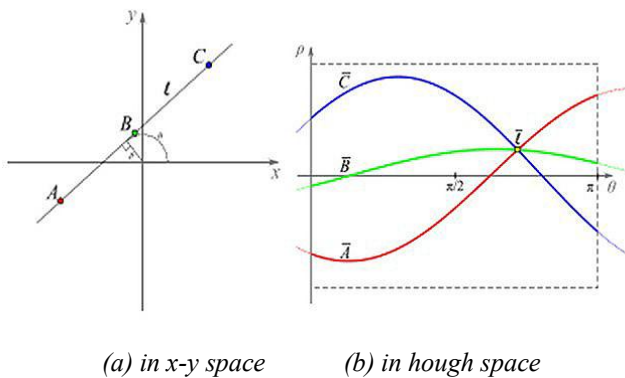 y
C
l
B
θ
x
A
ρ
C̅
l̅
B̅
π/2
π
θ
A̅
(a) in x-y space
(b) in hough space